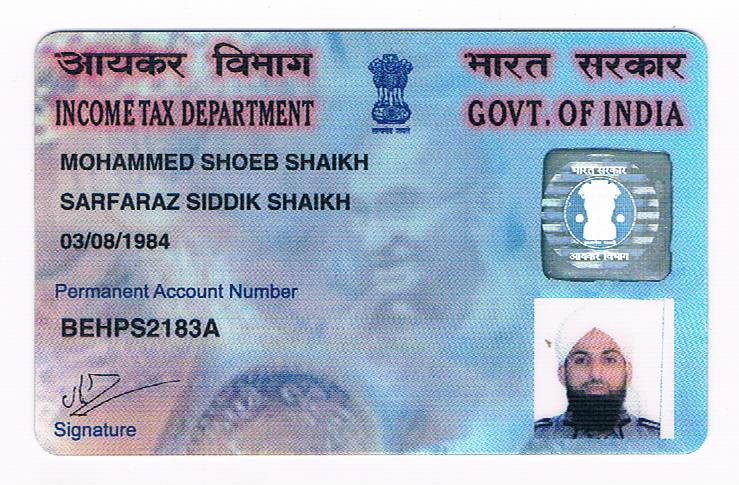 आयकर विभाग
भारत सरकार
INCOME TAX DEPARTMENT
GOVT. OF INDIA
सत्यमेव जयते
MOHAMMED SHOEB SHAIKH
SARFARAZ SIDDIK SHAIKH
03/08/1984
भारत सरकार
आयकर विभाग
Permanent Account Number
BEHPS2183A
Signature